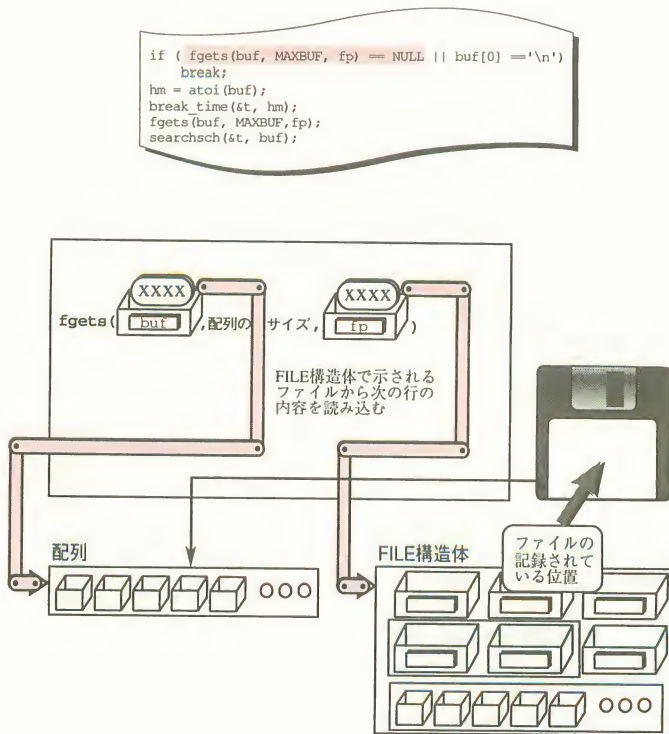 if ( fgets(buf, MAXBUF, fp) == NULL || buf[0] =='\n')
break;
hm = atoi(buf);
break_time(&t, hm);
fgets(buf, MAXBUF,fp);
searchsch(&t, buf);
XXXX
XXXX
fgets( buf ,配列の サイズ, fp )
FILE構造体で示される
ファイルから次の行の
内容を読み込む
ファイルの
記録されて
いる位置
配列
FILE構造体